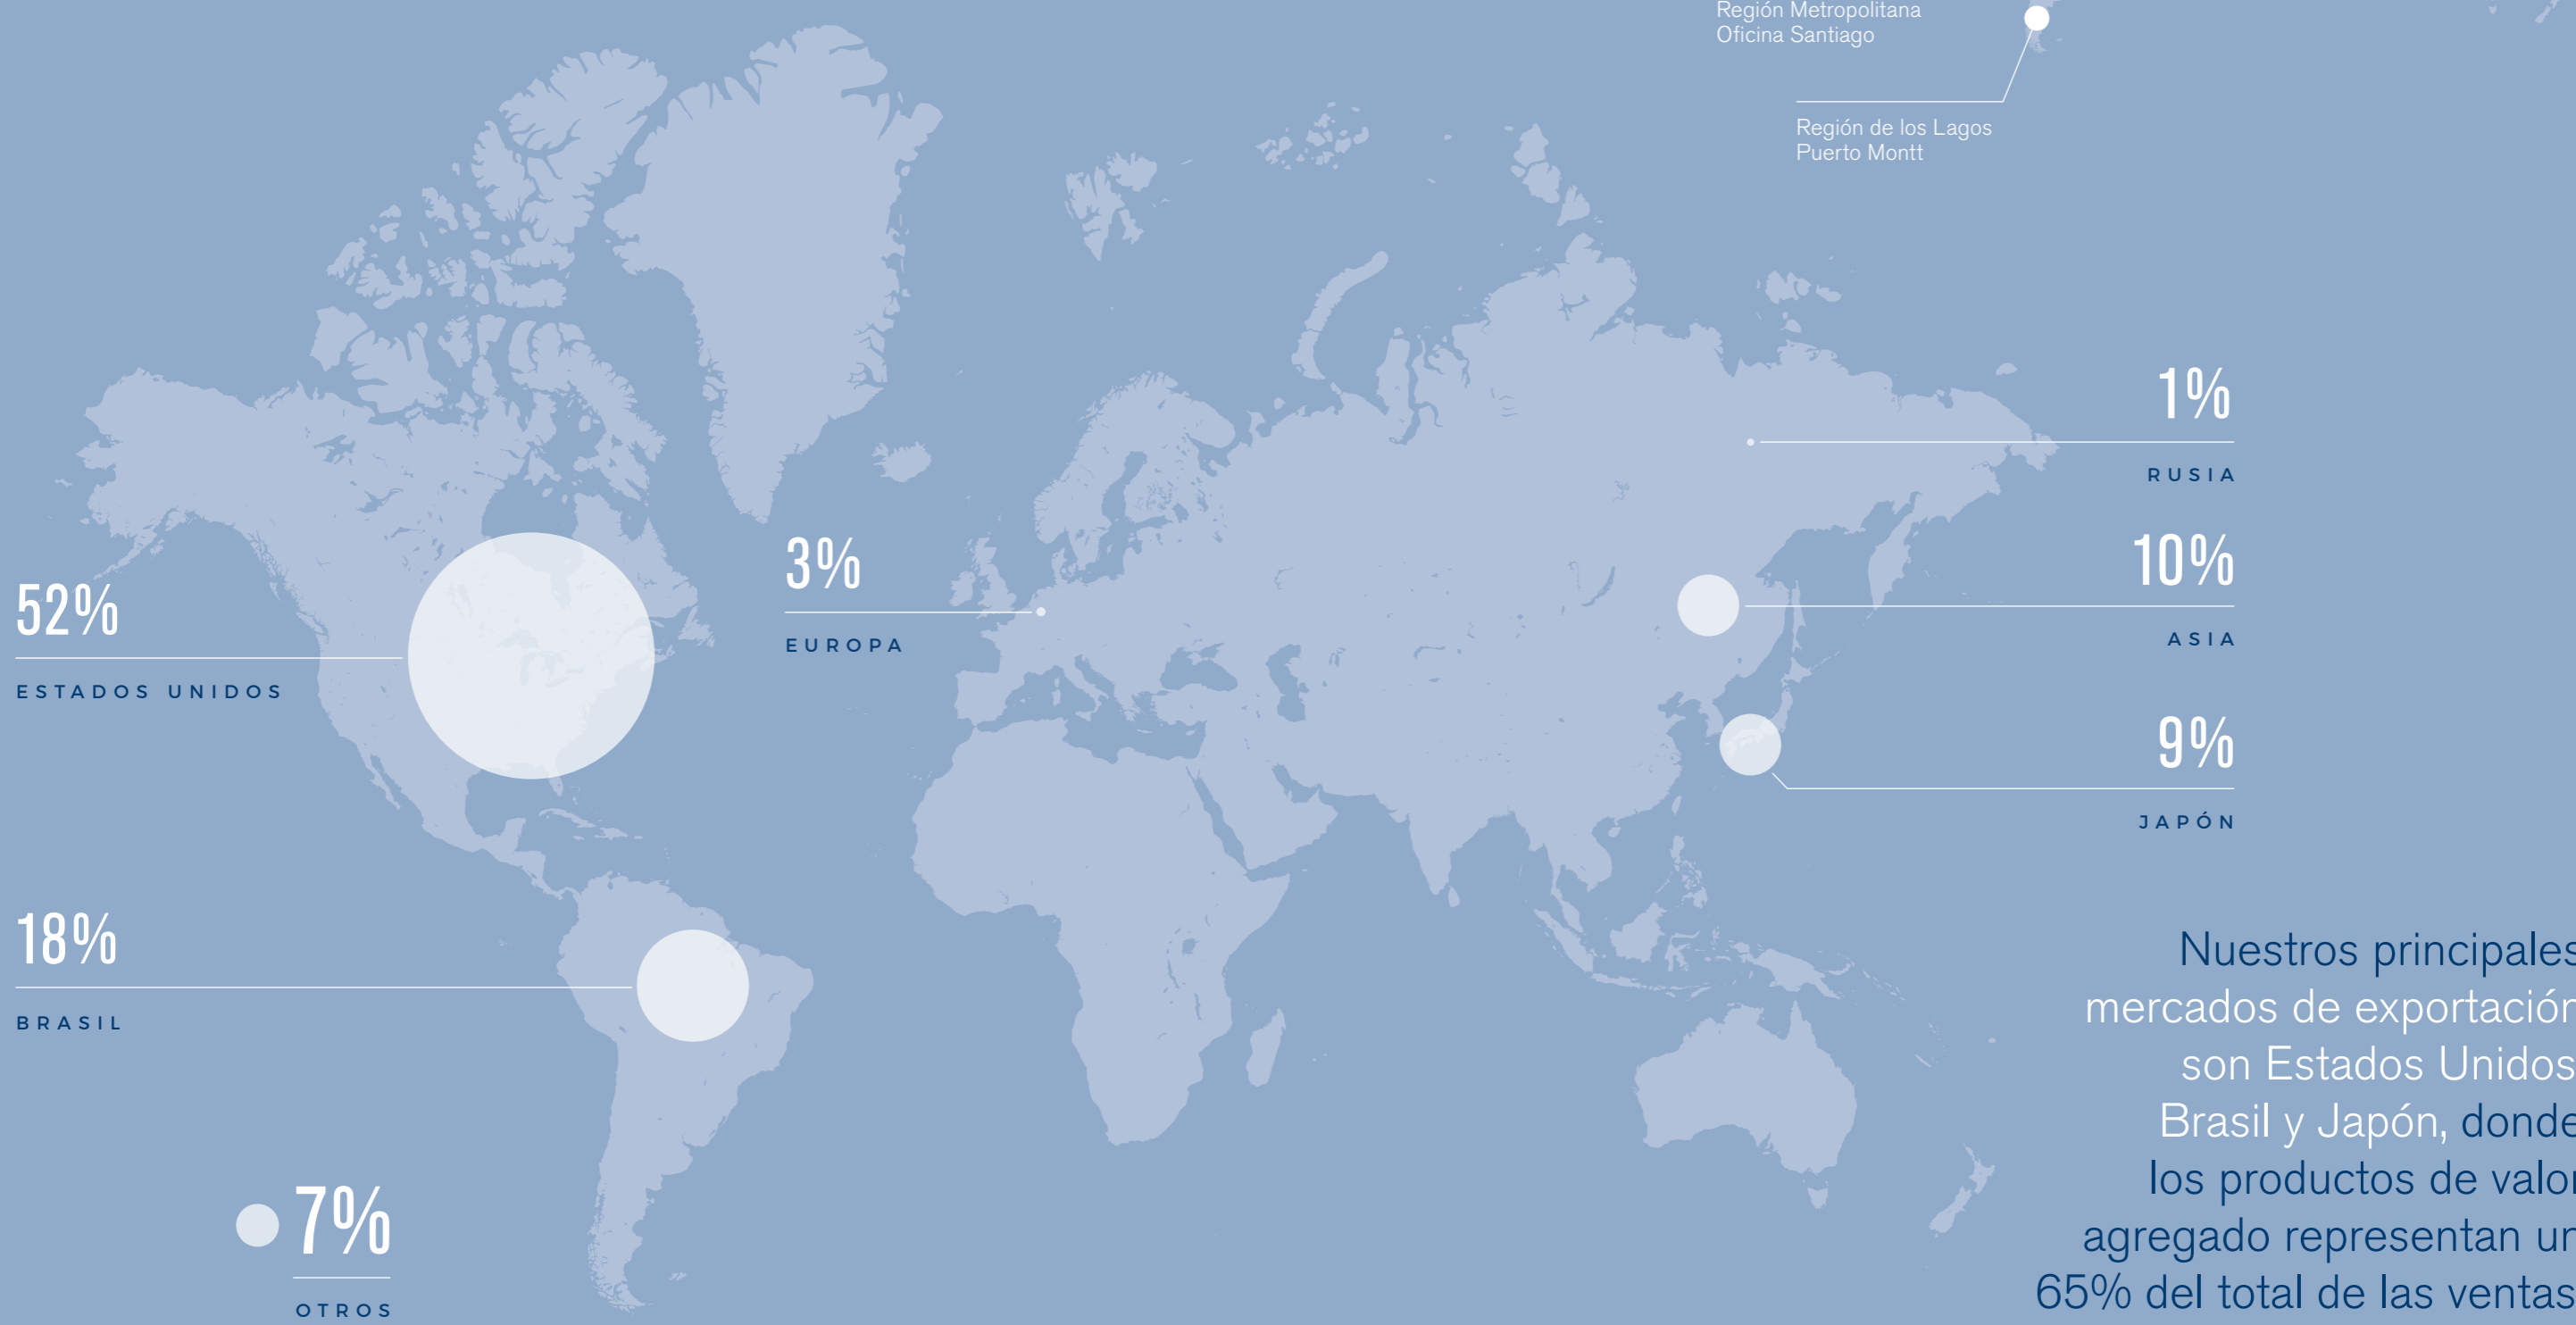 Región Metropolitana
Oficina Santiago
Región de los Lagos
Puerto Montt
1%
RUSIA
10%
ASIA
9%
JAPÓN
3%
EUROPA
52%
ESTADOS UNIDOS
18%
BRASIL
7%
OTROS
Nuestros principales
mercados de exportación
son Estados Unidos
Brasil y Japón, donde
los productos de valor
agregado representan un
65% del total de las ventas